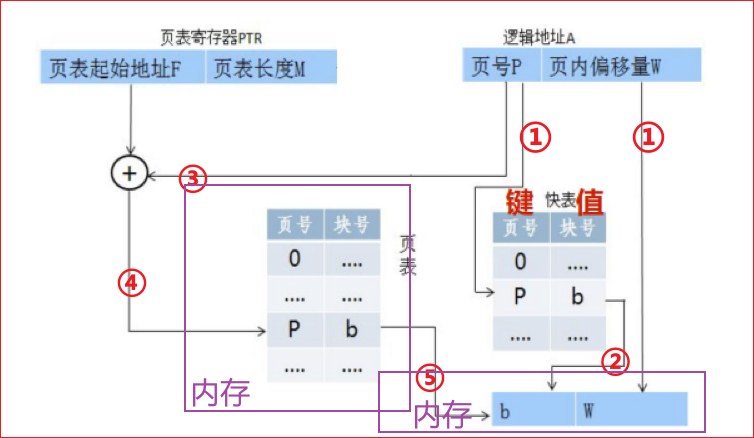 页表寄存器PTR
逻辑地址A
页表起始地址F 页表长度M
页号P 页内偏移量W
① ①
+
③
键 快表 值
页号 块号
页号 块号
页表
0 ....
0 ....
④
.... ....
P b
P b
.... ....
②
.... ....
⑤
内存
内存
b W